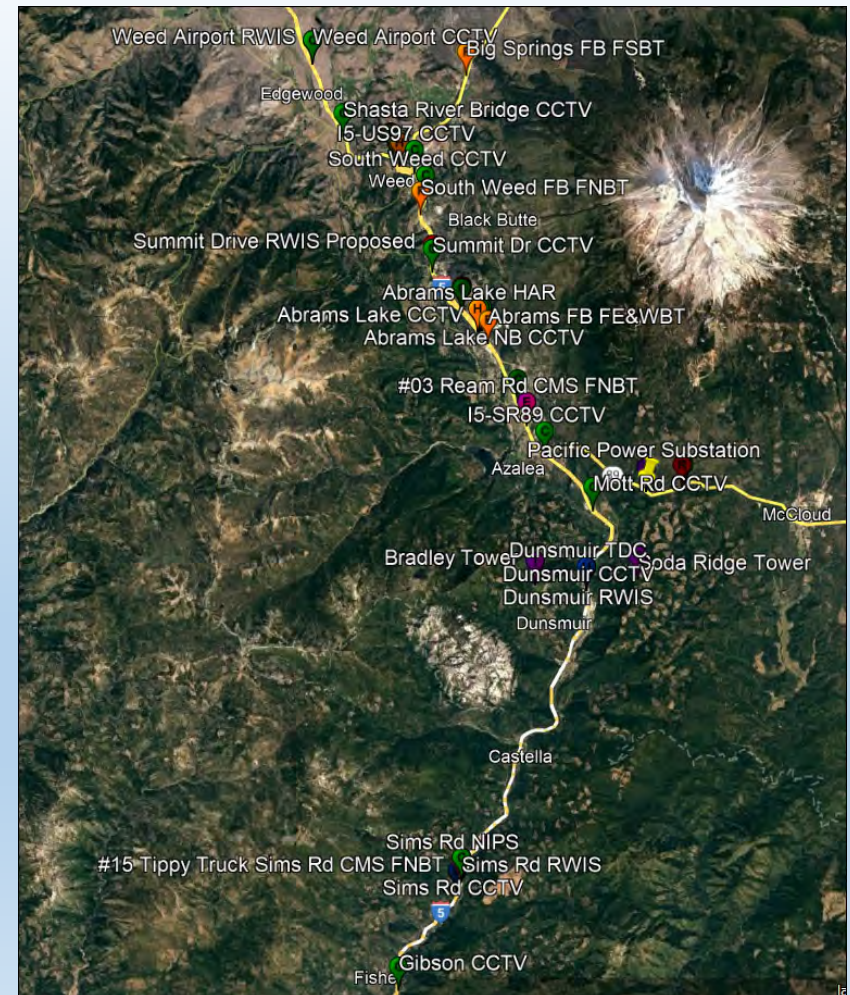 Weed Airport RWIS
Weed Airport CCTV
Big Springs FB FSBT
Edgewood
Shasta River Bridge CCTV
I5-US97 CCTV
South Weed CCTV
Weed
South Weed FB FNBT
Black Butte
Summit Drive RWIS Proposed
Summit Dr CCTV
5
Abrams Lake HAR
Abrams Lake CCTV
H
Abrams FB FE&WBT
Abrams Lake NB CCTV
#03 Ream Rd CMS FNBT
I5-SR89 CCTV
Pacific Power Substation
Azalea
Mott Rd CCTV
McCloud
Bradley Tower
Dunsmuir TDC
Soda Ridge Tower
Dunsmuir CCTV
Dunsmuir RWIS
Dunsmuir
Castella
Sims Rd NIPS
#15 Tippy Truck Sims Rd CMS FNBT
Sims Rd RWIS
Sims Rd CCTV
5
Gibson CCTV
Fishe